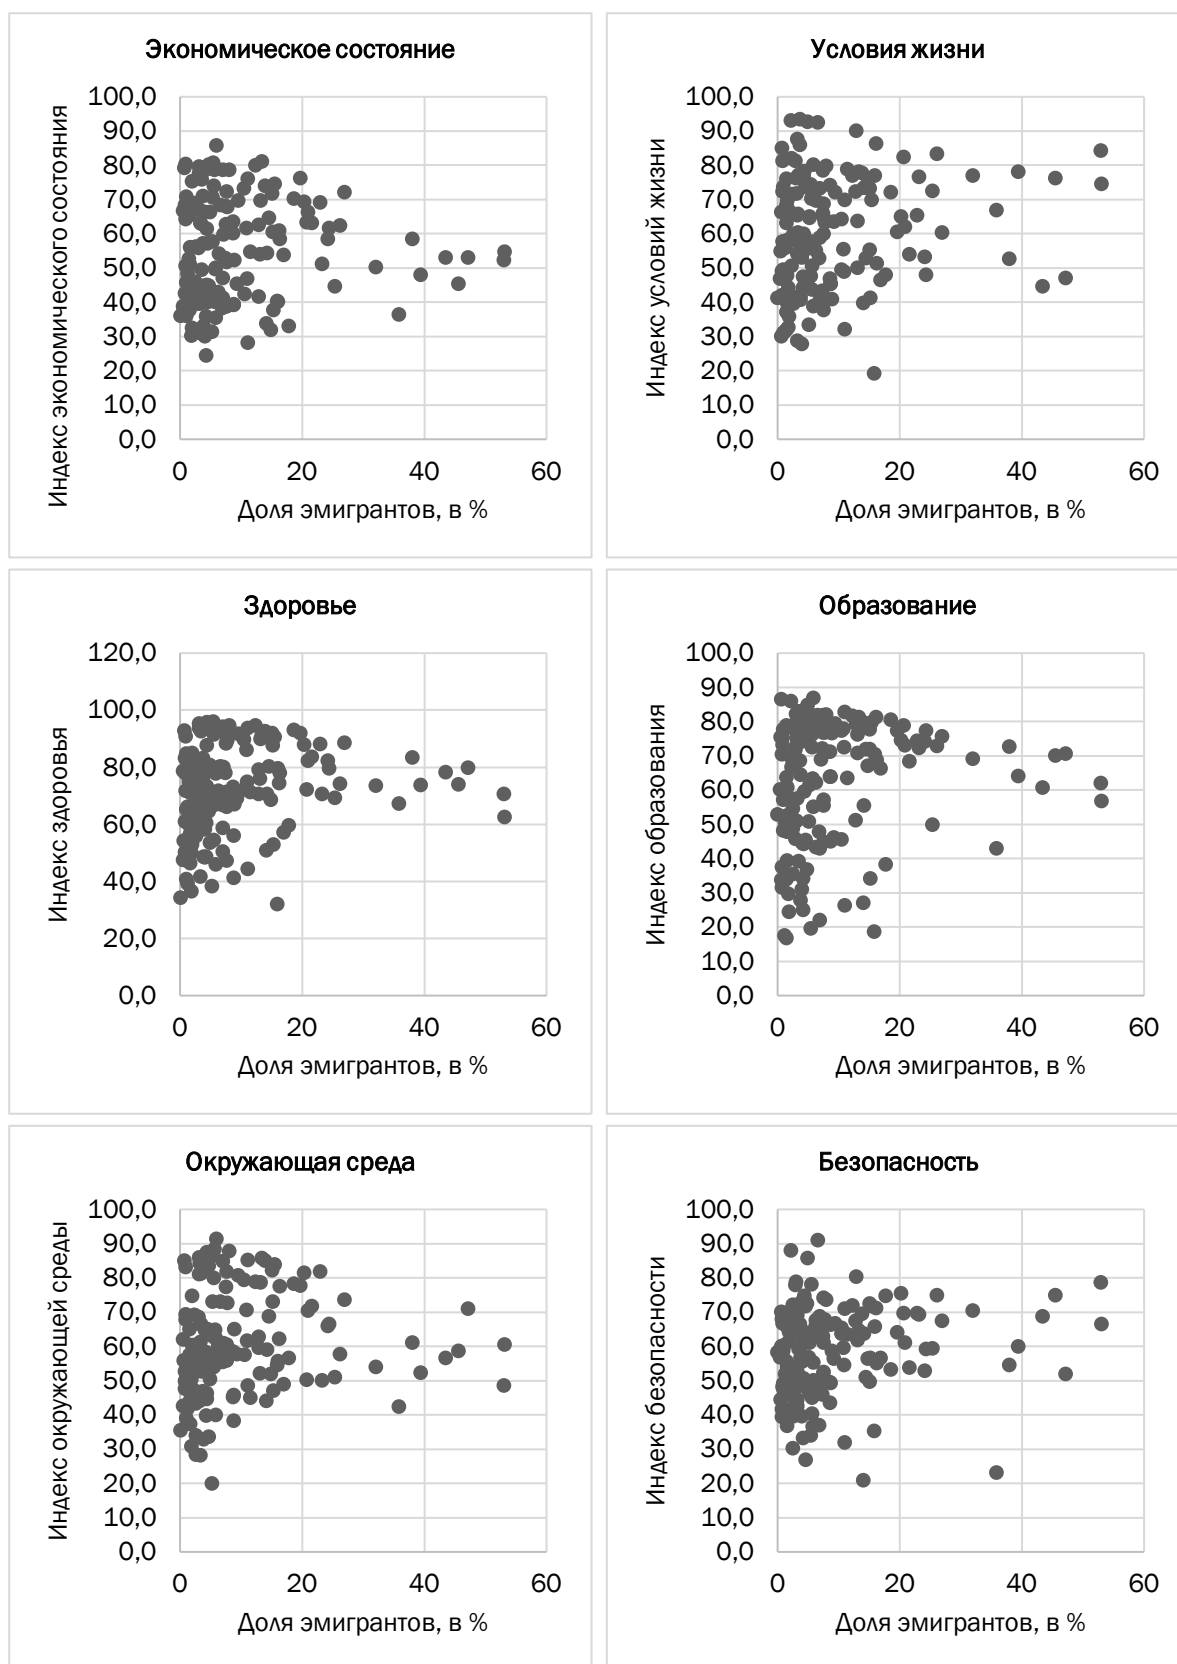 Экономическое состояние
Индекс экономического состояния
100,0
90,0
80,0
70,0
60,0
50,0
40,0
30,0
20,0
10,0
0,0
0 20 40 60
Доля эмигрантов, в %
Условия жизни
Индекс условий жизни
100,0
90,0
80,0
70,0
60,0
50,0
40,0
30,0
20,0
10,0
0,0
0 20 40 60
Доля эмигрантов, в %
Здоровье
Индекс здоровья
120,0
100,0
80,0
60,0
40,0
20,0
0,0
0 20 40 60
Доля эмигрантов, в %
Образование
Индекс образования
100,0
90,0
80,0
70,0
60,0
50,0
40,0
30,0
20,0
10,0
0,0
0 20 40 60
Доля эмигрантов, в %
Окружающая среда
Индекс окружающей среды
100,0
90,0
80,0
70,0
60,0
50,0
40,0
30,0
20,0
10,0
0,0
0 20 40 60
Доля эмигрантов, в %
Безопасность
Индекс безопасности
100,0
90,0
80,0
70,0
60,0
50,0
40,0
30,0
20,0
10,0
0,0
0 20 40 60
Доля эмигрантов, в %